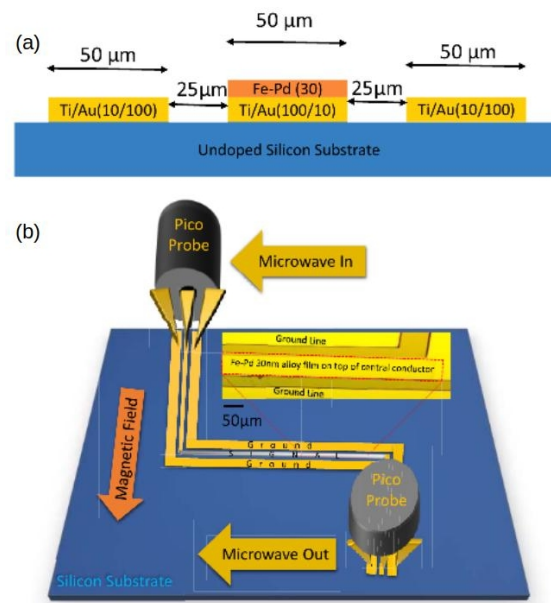 (a)
50 µm
50 µm
50 µm
25µm
Fe-Pd (30)
25µm
Ti/Au(10/100)
Ti/Au(100/10)
Ti/Au(10/100)
Undoped Silicon Substrate
(b)
Pico
Probe
Microwave In
Ground Line
Fe-Pd 30nm alloy film on top of central conductor
Ground Line
50µm
Magnetic Field
Ground
SIGNAL
Ground
Pico
Probe
Microwave Out
Silicon Substrate